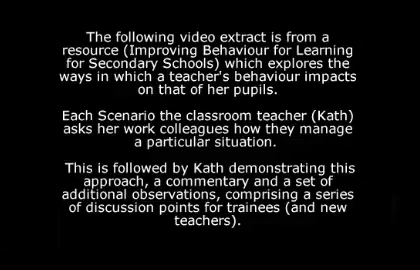 The following video extract is from a
resource (Improving Behaviour for Learning
for Secondary Schools) which explores the
ways in which a teacher's behaviour impacts
on that of her pupils.
Each Scenario the classroom teacher (Kath)
asks her work colleagues how they manage
a particular situation.
This is followed by Kath demonstrating this
approach, a commentary and a set of
additional observations, comprising a series
of discussion points for trainees (and new
teachers).